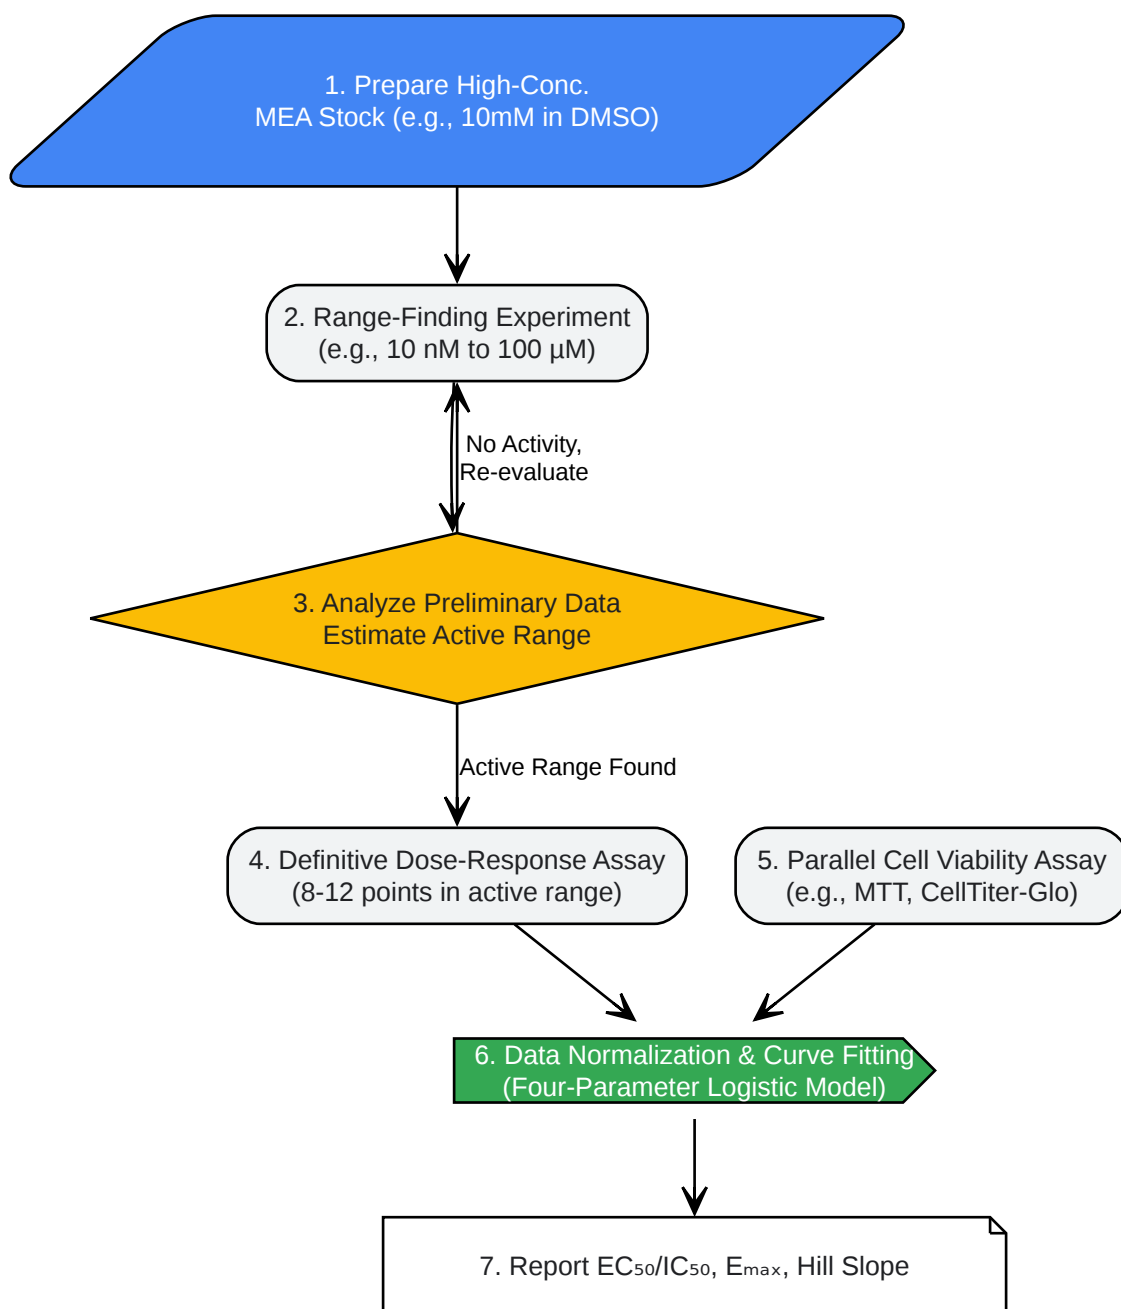 1. Prepare High-Conc.
MEA Stock (e.g., 10mM in DMSO)
2. Range-Finding Experiment
(e.g., 10 nM to 100 µM)
No Activity,
Re-evaluate
3. Analyze Preliminary Data
Estimate Active Range
Active Range Found
4. Definitive Dose-Response Assay
(8-12 points in active range)
5. Parallel Cell Viability Assay
(e.g., MTT, CellTiter-Glo)
6. Data Normalization & Curve Fitting
(Four-Parameter Logistic Model)
7. Report EC₅₀/IC₅₀, Eₘₐₓ, Hill Slope